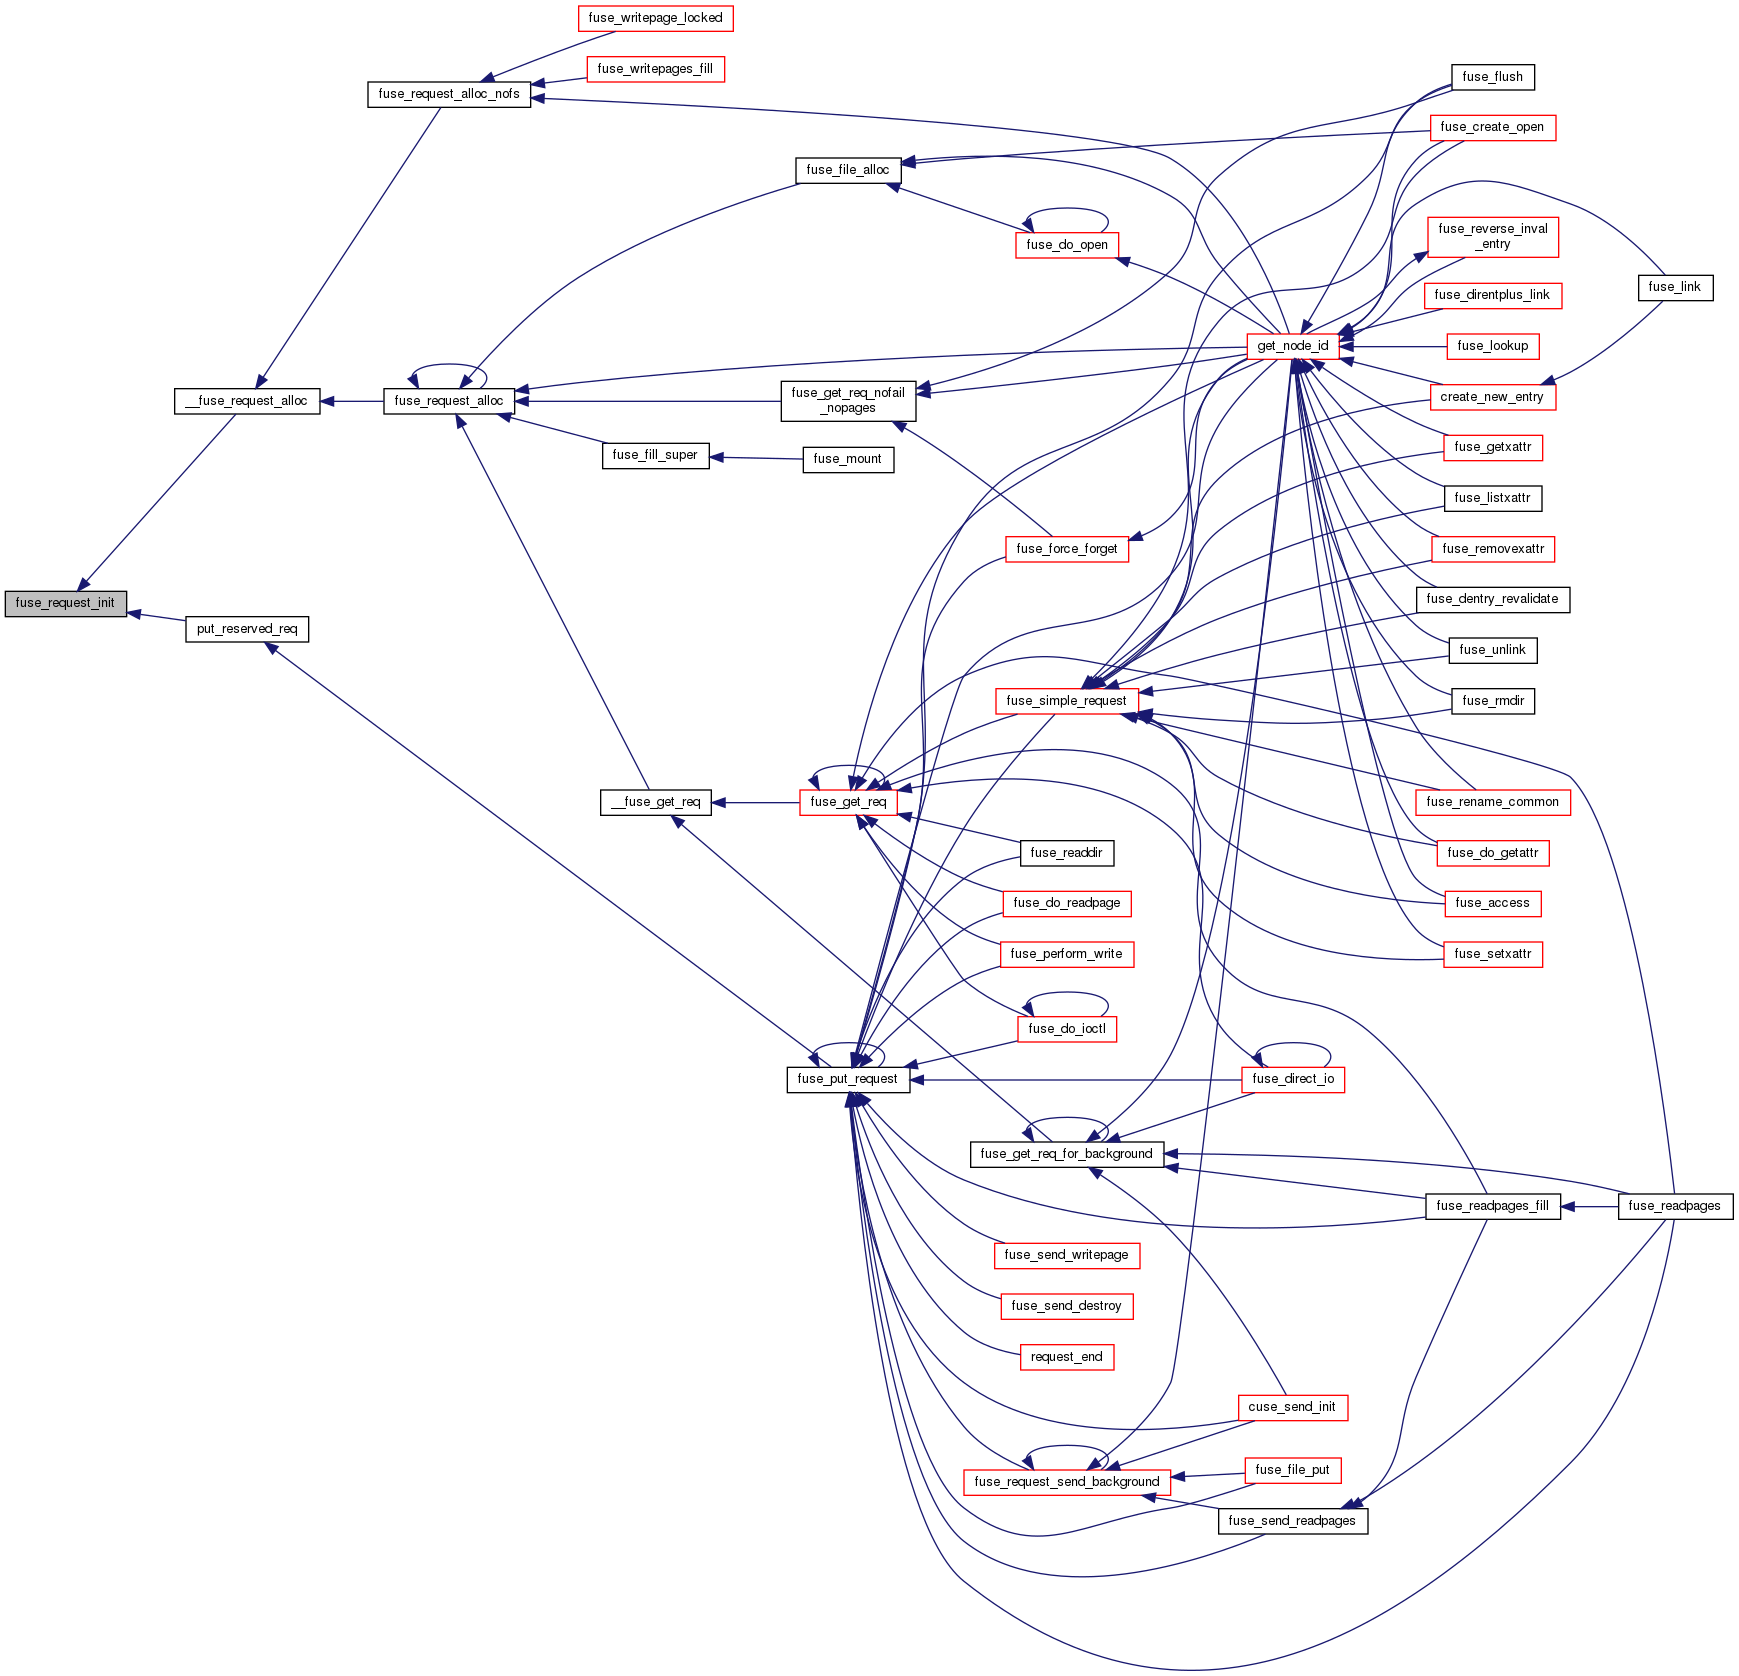 fuse_writepage_locked
fuse_writepages_fill
fuse_flush
fuse_request_alloc_nofs
fuse_create_open
fuse_file_alloc
fuse_reverse_inval
_entry
fuse_do_open
fuse_link
fuse_direntplus_link
get_node_id
fuse_lookup
fuse_get_req_nofail
_nopages
__fuse_request_alloc
fuse_request_alloc
create_new_entry
fuse_getxattr
fuse_fill_super
fuse_mount
fuse_listxattr
fuse_force_forget
fuse_removexattr
fuse_request_init
fuse_dentry_revalidate
put_reserved_req
fuse_unlink
fuse_simple_request
fuse_rmdir
__fuse_get_req
fuse_get_req
fuse_rename_common
fuse_readdir
fuse_do_getattr
fuse_do_readpage
fuse_access
fuse_perform_write
fuse_setxattr
fuse_do_ioctl
fuse_put_request
fuse_direct_io
fuse_get_req_for_background
fuse_readpages_fill
fuse_readpages
fuse_send_writepage
fuse_send_destroy
request_end
cuse_send_init
fuse_file_put
fuse_request_send_background
fuse_send_readpages